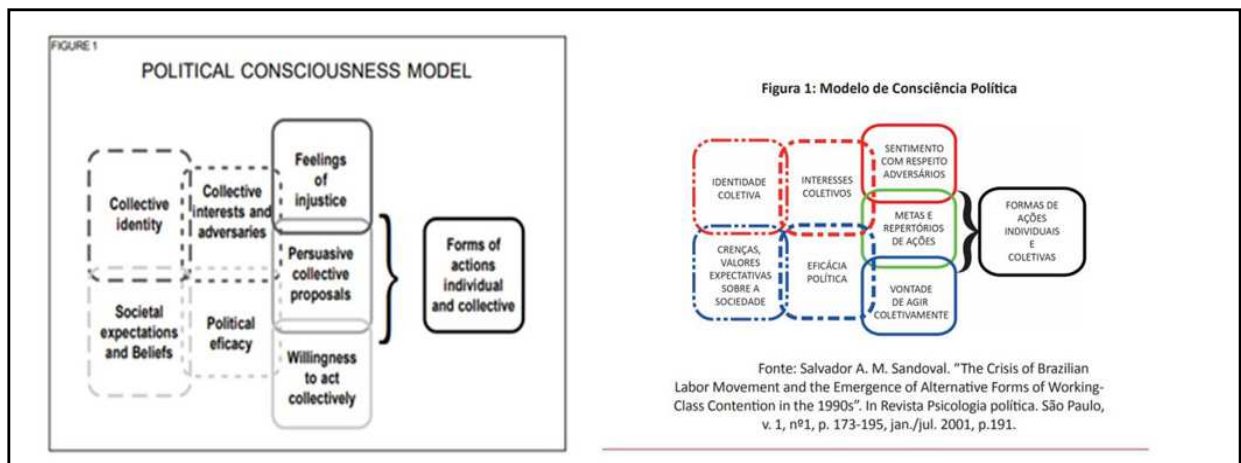 FIGURE 1
POLITICAL CONSCIOUSNESS MODEL
Collective
identity
Collective
interests and
adversaries
Feelings
of
injustice
Societal
expectations
and Beliefs
Political
eficacy
Persuasive
collective
proposals
Willingness
to act
collectively
Forms of
actions
individual
and collective
Figura 1: Modelo de Consciência Política
IDENTIDADE
COLETIVA
INTERESSES
COLETIVOS
SENTIMENTO
COM RESPEITO
ADVERSÁRIOS
CRENÇAS,
VALORES
EXPECTATIVAS
SOBRE A
SOCIEDADE
EFICÁCIA
POLÍTICA
METAS E
REPERTÓRIOS
DE AÇÕES
VONTADE
DE AGIR
COLETIVAMENTE
FORMAS DE
AÇÕES
INDIVIDUAIS
E
COLETIVAS
Fonte: Salvador A. M. Sandoval. “The Crisis of Brazilian
Labor Movement and the Emergence of Alternative Forms of Working-
Class Contention in the 1990s”. In Revista Psicologia política. São Paulo,
v. 1, nº1, p. 173-195, jan./jul. 2001, p.191.